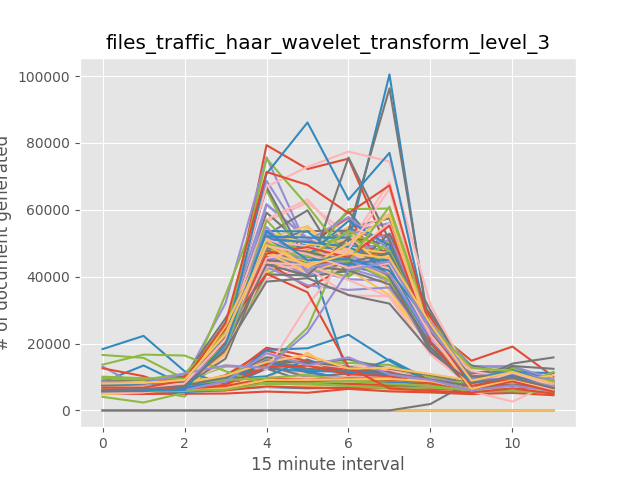 files_traffic_haar_wavelet_transform_level_3
100000
80000
60000
40000
20000
0
# of document generated
0 2 4 6 8 10
15 minute interval